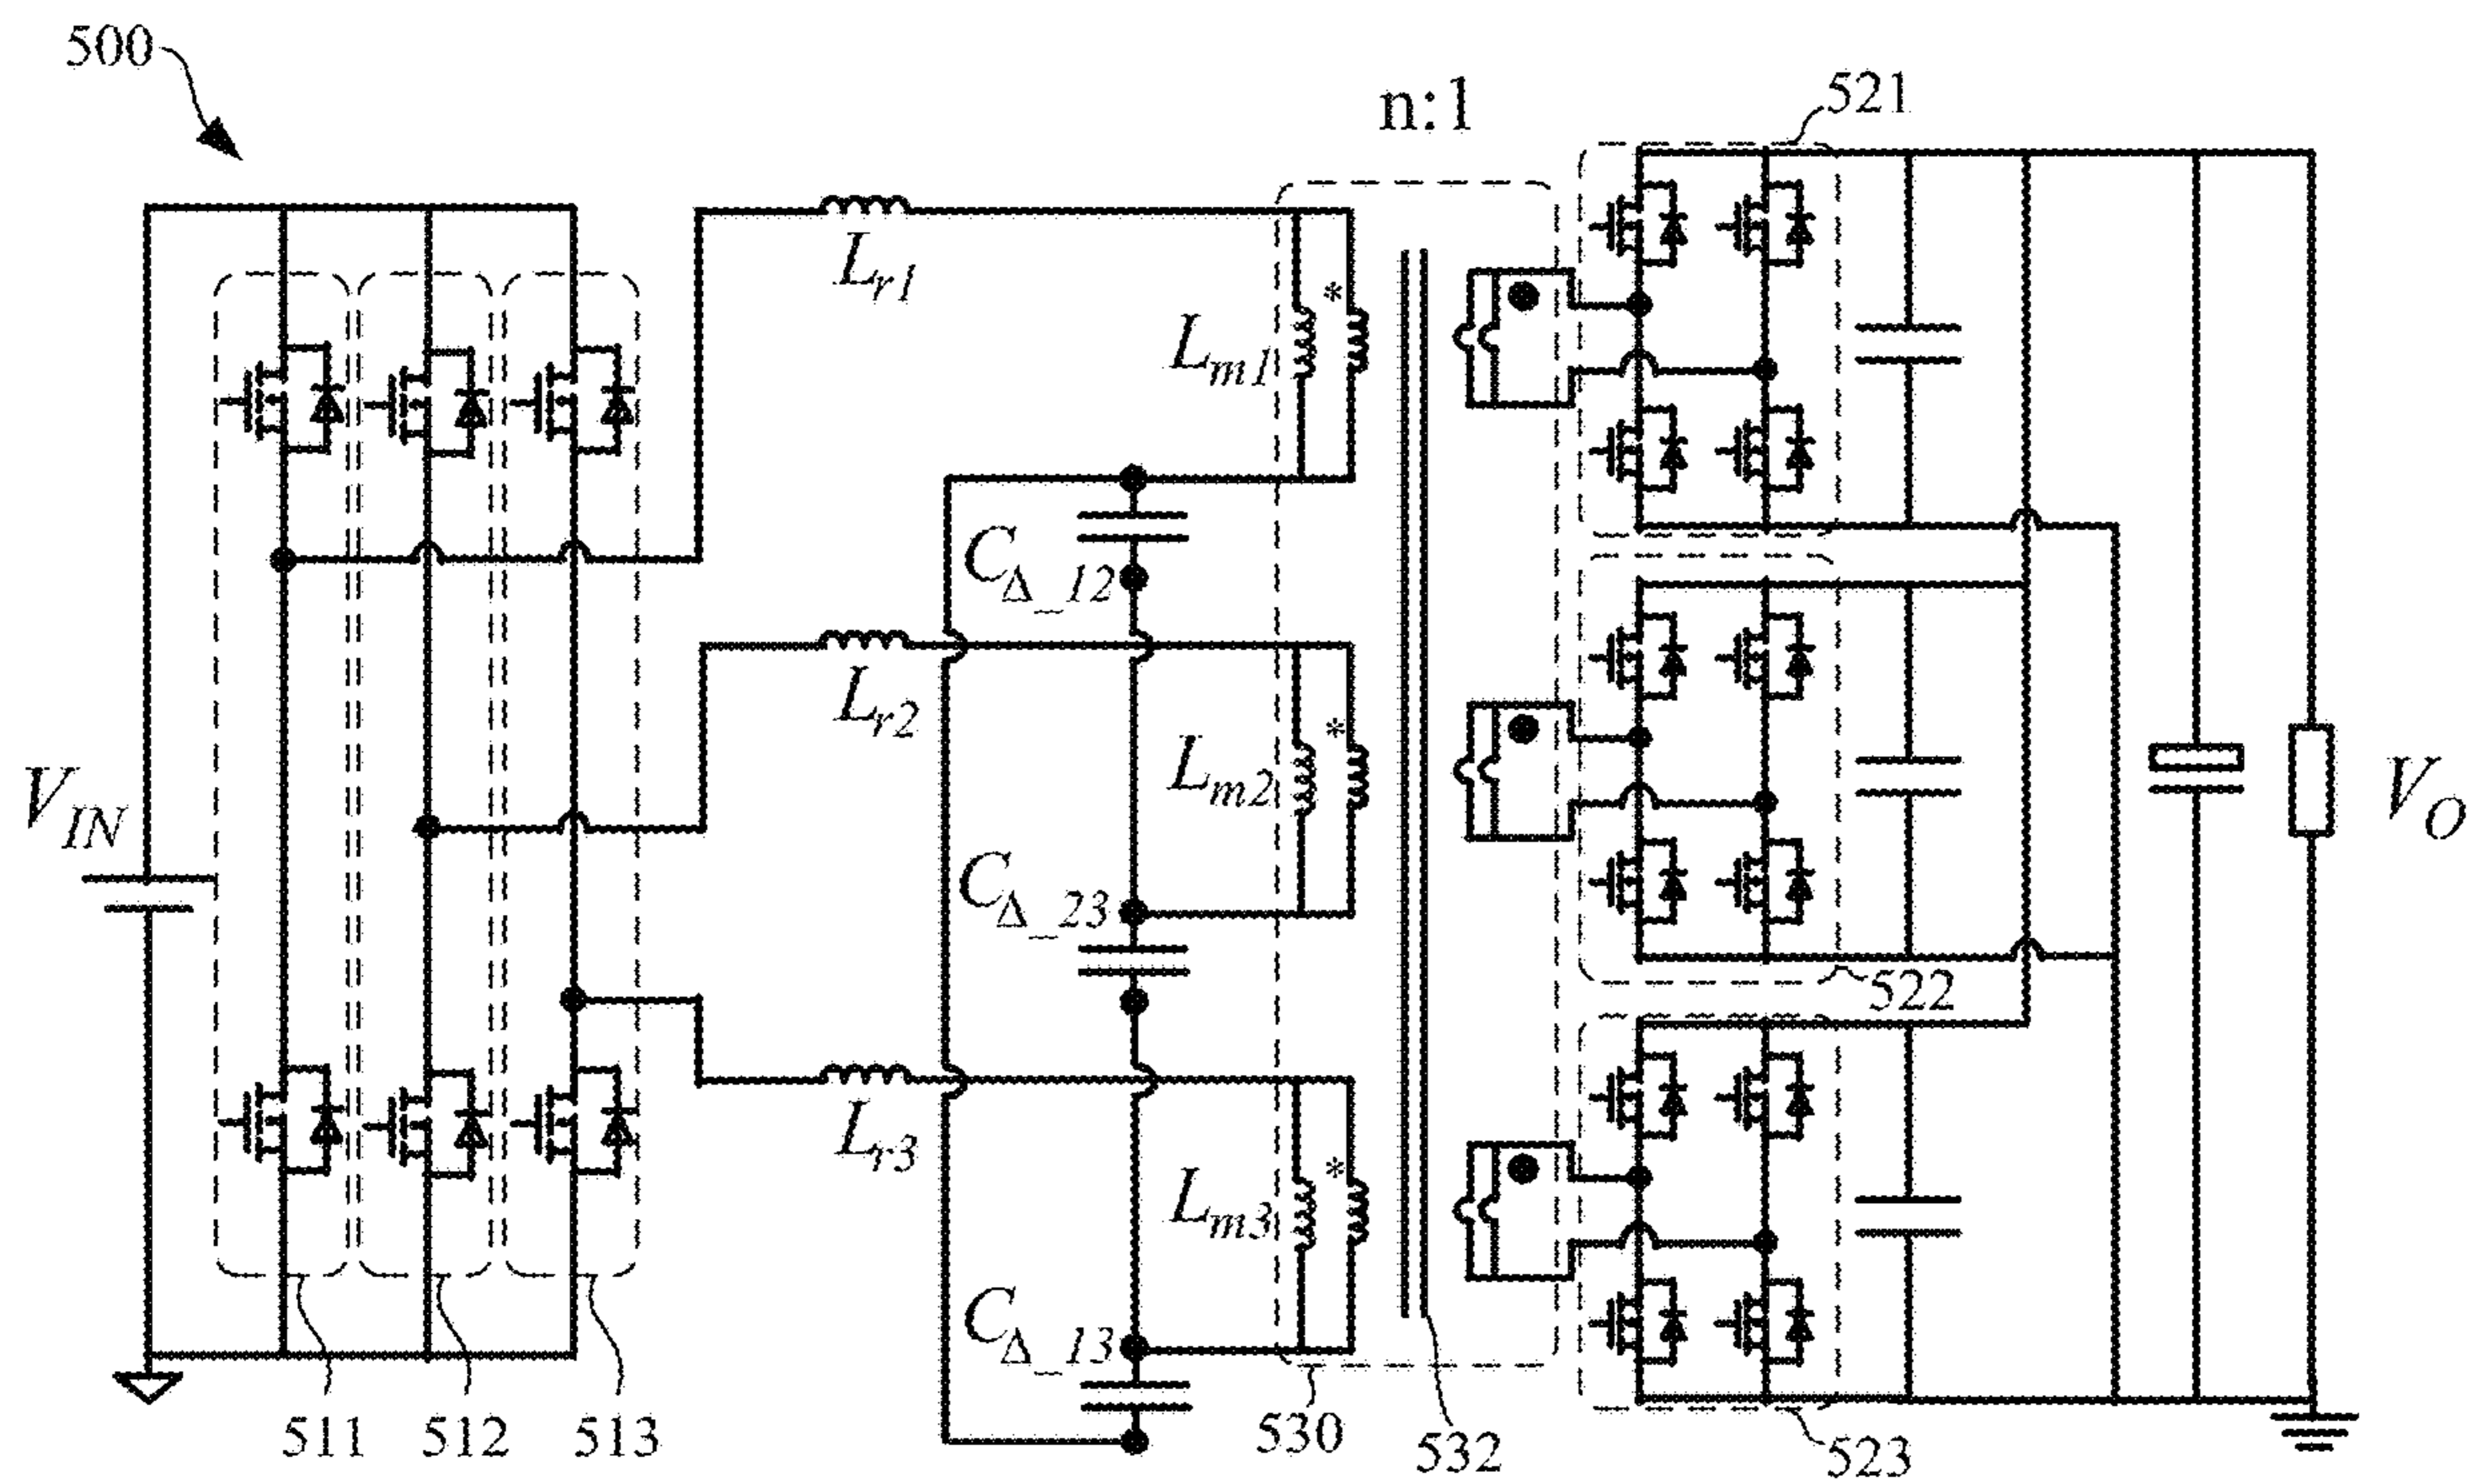 500
n:1
521
L_{r1}
L_{m1}
*
C_{Δ_12}
L_{r2}
*
L_{m2}
V_{IN}
V_O
C_{Δ_23}
522
L_{r3}
*
L_{m3}
C_{Δ_13}
511
512
513
530
532
523